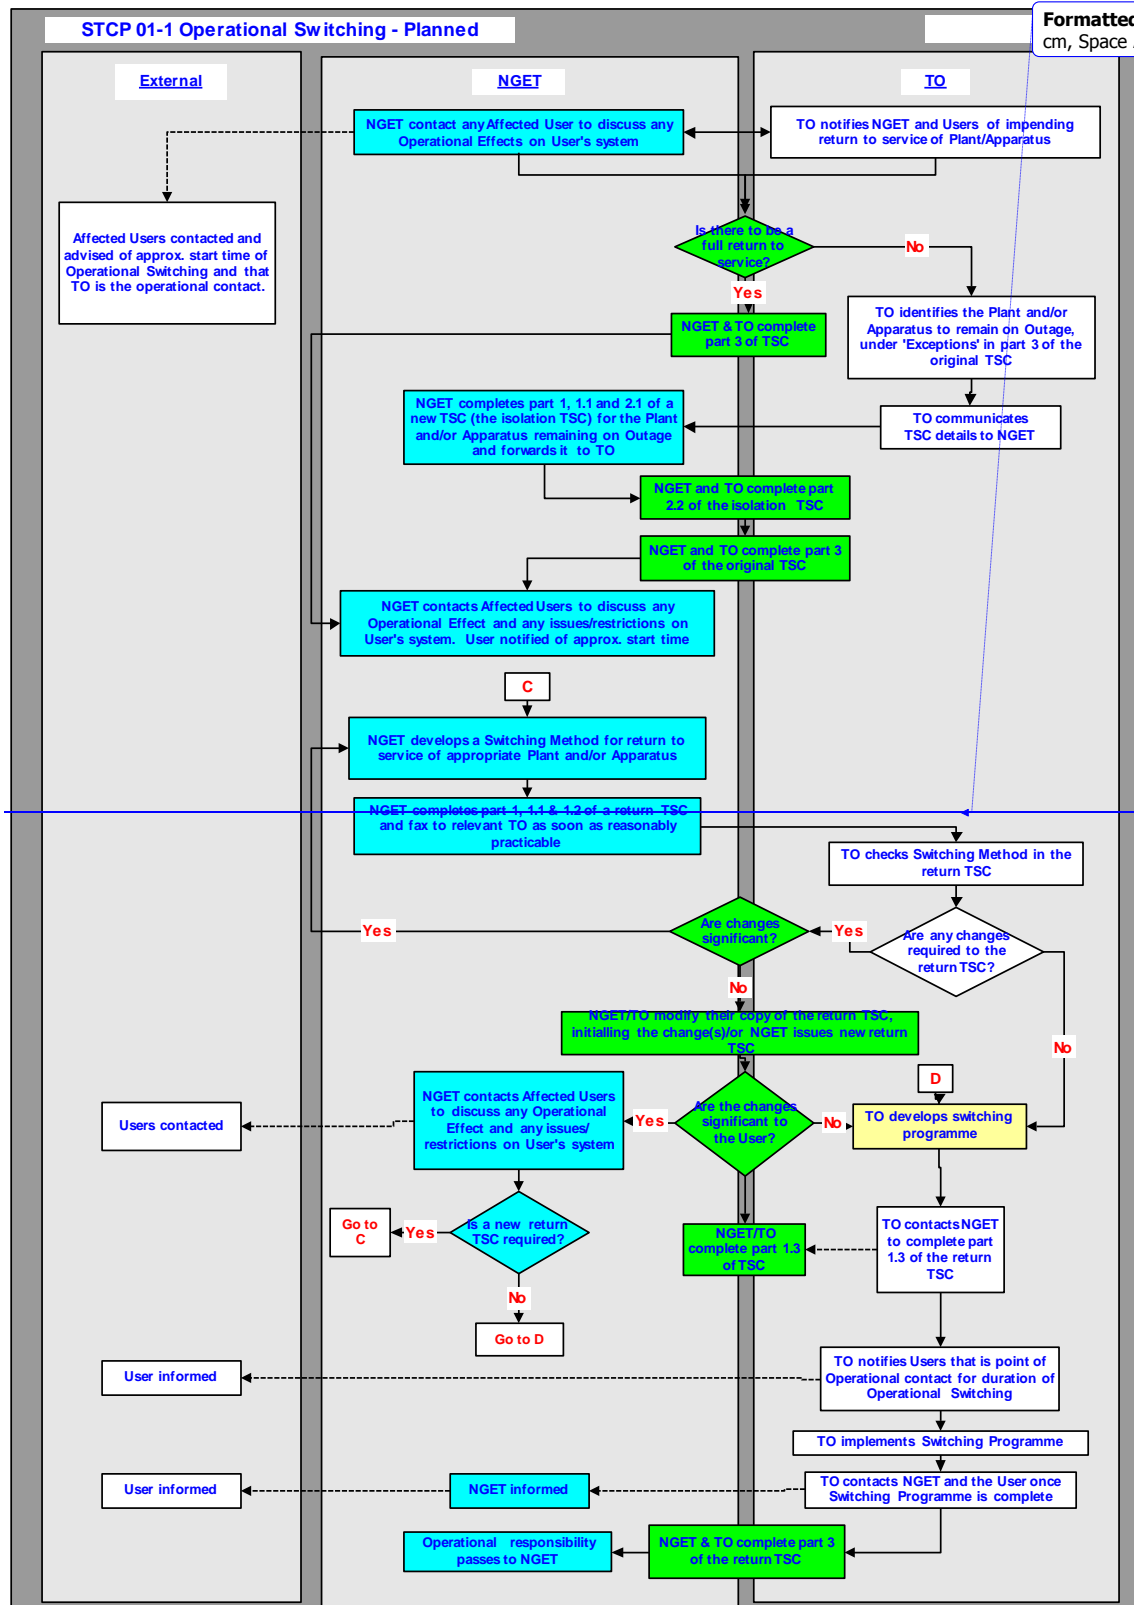 STCP 01-1 Operational Switching - Planned
Formatted
cm, Space
External
NGET
TO
NGET contact any Affected User to discuss any
Operational Effects on User's system
TO notifies NGET and Users of impending
return to service of Plant/Apparatus
Affected Users contacted and
advised of approx. start time of
Operational Switching and that
TO is the operational contact.
Is there to be a
full return to
service?
No
Yes
NGET & TO complete
part 3 of TSC
TO identifies the Plant and/or
Apparatus to remain on Outage,
under 'Exceptions' in part 3 of the
original TSC
NGET completes part 1, 1.1 and 2.1 of a
new TSC (the isolation TSC) for the Plant
and/or Apparatus remaining on Outage
and forwards it to TO
TO communicates
TSC details to NGET
NGET and TO complete part
2.2 of the isolation TSC
NGET and TO complete part 3
of the original TSC
NGET contacts Affected Users to discuss any
Operational Effect and any issues/restrictions on
User's system. User notified of approx. start time
C
NGET develops a Switching Method for return to
service of appropriate Plant and/or Apparatus
NGET completes part 1, 1.1 & 1.2 of a return TSC
and fax to relevant TO as soon as reasonably
practicable
TO checks Switching Method in the
return TSC
Are changes
significant?
Yes
Yes
Are any changes
required to the
return TSC?
No
NGET/TO modify their copy of the return TSC,
initialling the change(s)/or NGET issues new return
TSC
No
D
NGET contacts Affected Users
to discuss any Operational
Effect and any issues/
restrictions on User's system
Users contacted
Yes
Are the changes
significant to
the User?
No
TO develops switching
programme
Go to
C
Yes
Is a new return
TSC required?
NGET/TO
complete part 1.3
of TSC
TO contacts NGET
to complete part
1.3 of the return
TSC
No
Go to D
User informed
TO notifies Users that is point of
Operational contact for duration of
Operational Switching
TO implements Switching Programme
User informed
NGET informed
TO contacts NGET and the User once
Switching Programme is complete
Operational responsibility
passes to NGET
NGET & TO complete part 3
of the return TSC